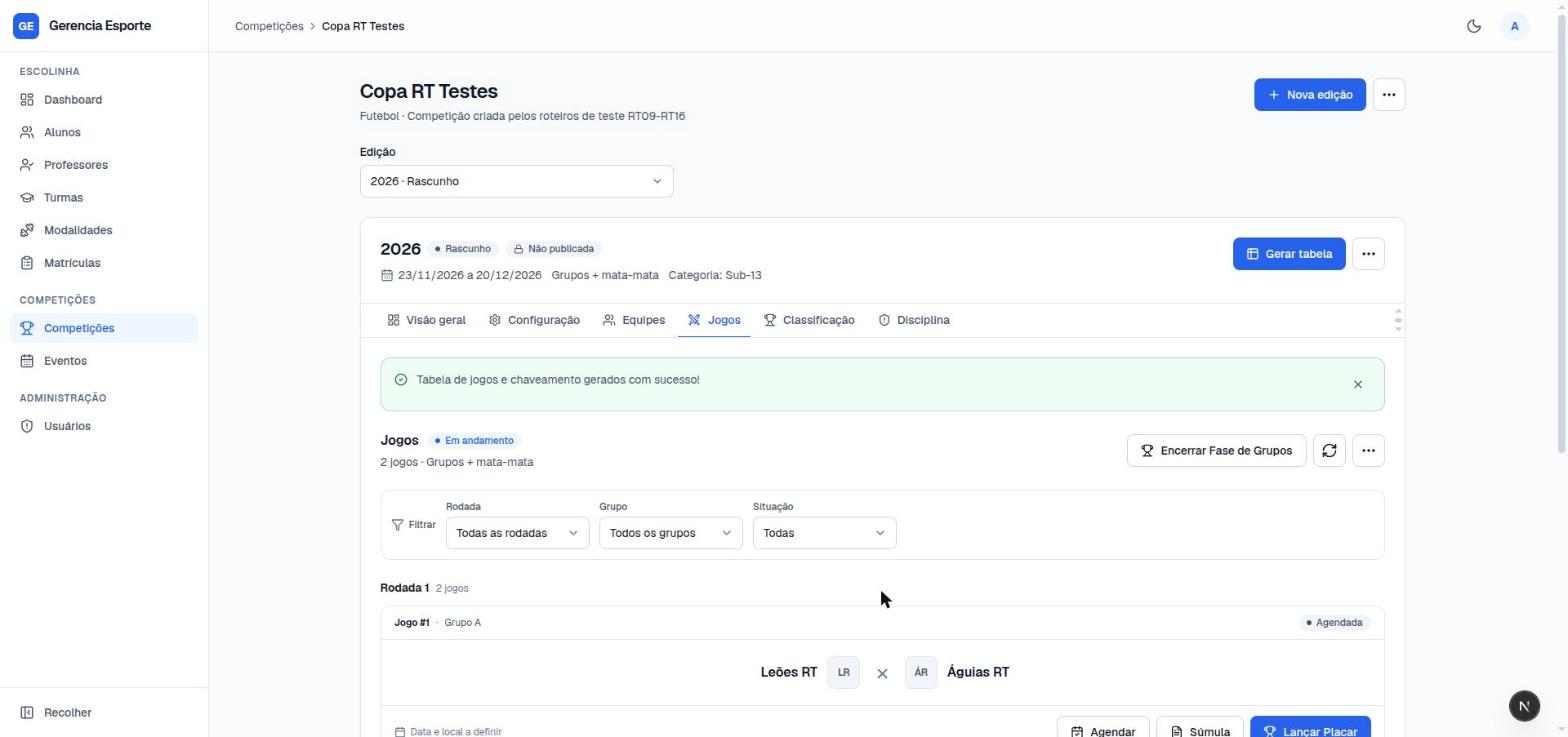 GE Gerencia Esporte
Competições > Copa RT Testes
A
ESCOLINHA
Dashboard
Alunos
Professores
Turmas
Modalidades
Matrículas
COMPETIÇÕES
Competições
Eventos
ADMINISTRAÇÃO
Usuários
Recolher
Copa RT Testes
Futebol · Competição criada pelos roteiros de teste RT09-RT16
+ Nova edição
Edição
2026 · Rascunho
2026 Rascunho Não publicada
23/11/2026 a 20/12/2026 Grupos + mata-mata Categoria: Sub-13
Gerar tabela
Visão geral Configuração Equipes Jogos Classificação Disciplina
Tabela de jogos e chaveamento gerados com sucesso!
Jogos Em andamento
2 jogos · Grupos + mata-mata
Encerrar Fase de Grupos
Filtrar
Rodada Grupo Situação
Todas as rodadas Todos os grupos Todas
Rodada 1 2 jogos
Jogo #1 · Grupo A Agendada
Leões RT LR × ÁR Águias RT
Data e local a definir Agendar Súmula Lançar Placar
N